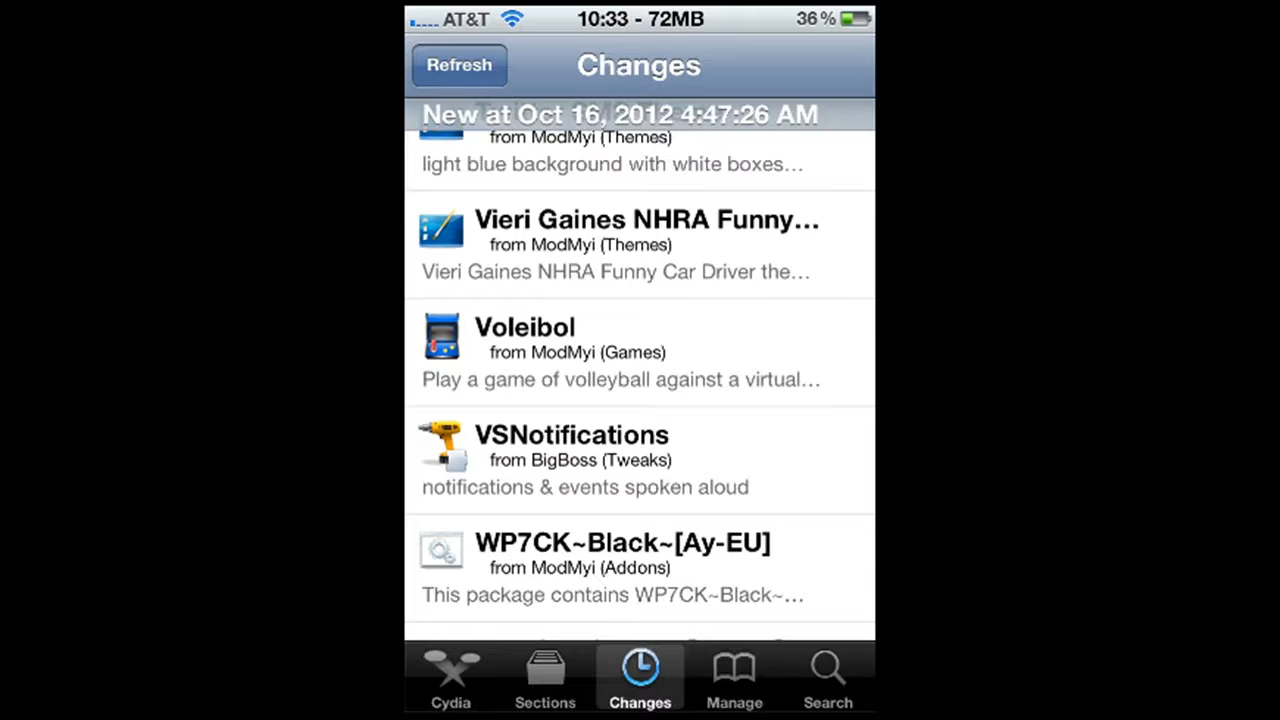 AT&T 10:33 - 72MB 36%
Refresh Changes
New at Oct 16, 2012 4:47:26 AM
from ModMyi (Themes)
light blue background with white boxes...
Vieri Gaines NHRA Funny...
from ModMyi (Themes)
Vieri Gaines NHRA Funny Car Driver the...
Voleibol
from ModMyi (Games)
Play a game of volleyball against a virtual...
VSNotifications
from BigBoss (Tweaks)
notifications & events spoken aloud
WP7CK~Black~[Ay-EU]
from ModMyi (Addons)
This package contains WP7CK~Black~...
Cydia Sections Changes Manage Search